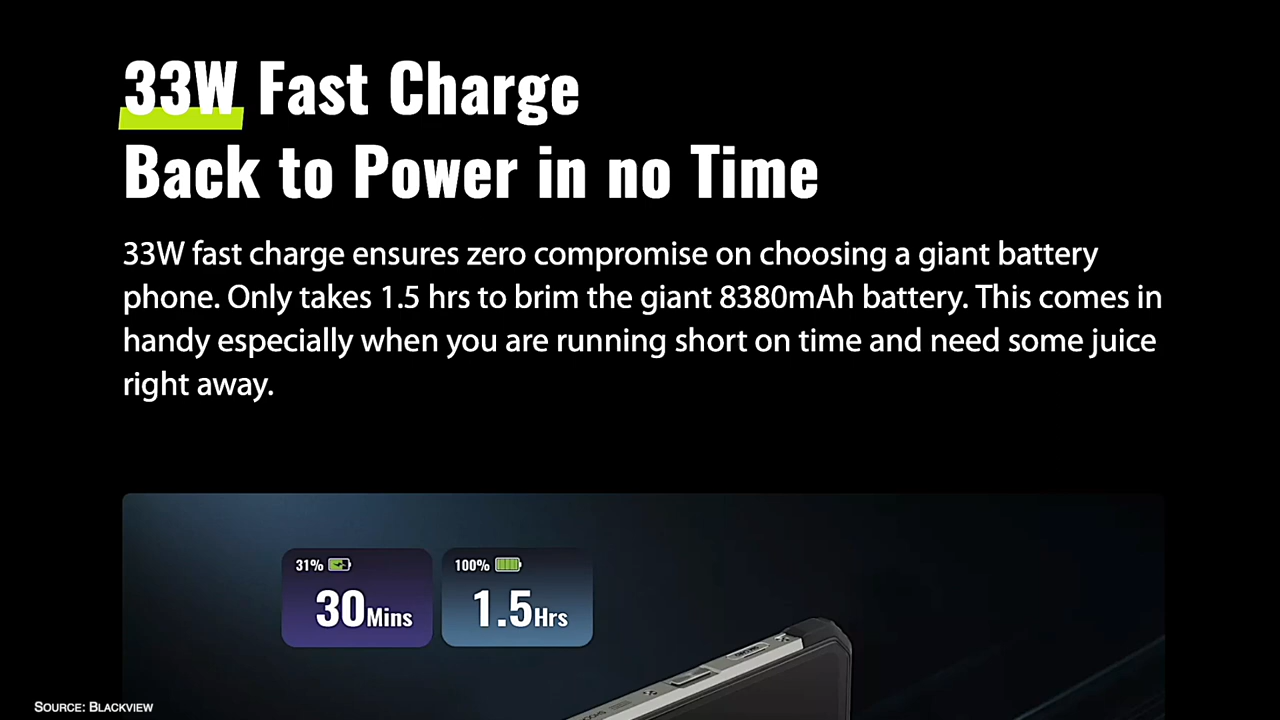 33W Fast Charge
Back to Power in no Time
33W fast charge ensures zero compromise on choosing a giant battery
phone. Only takes 1.5 hrs to brim the giant 8380mAh battery. This comes in
handy especially when you are running short on time and need some juice
right away.
31%
100%
30Mins
1.5Hrs
SOURCE: BLACKVIEW